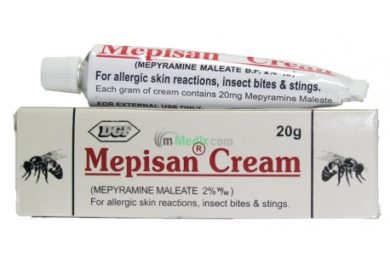 Mepisan Cream
(MEPYRAMINE MALEATE B.P. 2% w/w)
For allergic skin reactions, insect bites & stings.
Each gram of cream contains 20mg Mepyramine Maleate.
FOR EXTERNAL USE ONLY
DGF
mMedis.com
20g
Mepisan® Cream
(MEPYRAMINE MALEATE 2% w/w)
For allergic skin reactions, insect bites & stings.